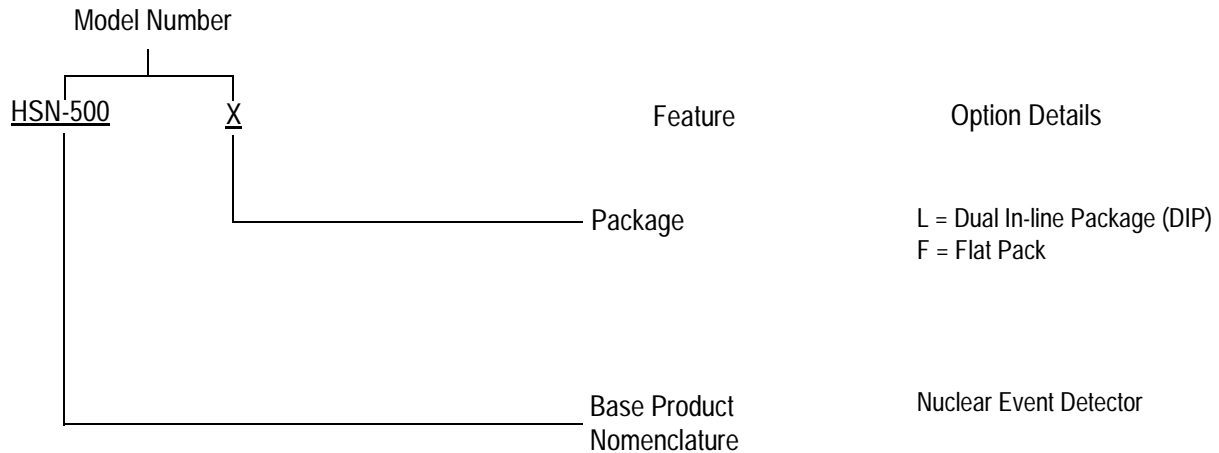 Model Number
HSN-500 X Feature Option Details
Package L = Dual In-line Package (DIP)
F = Flat Pack
Base Product Nuclear Event Detector
Nomenclature